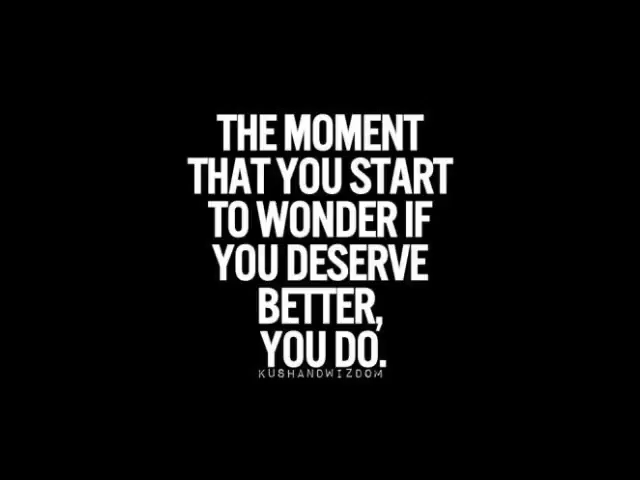 THE MOMENT
THAT YOU START
TO WONDER IF
YOU DESERVE
BETTER,
YOU DO.
KUSHANDWIZDOM